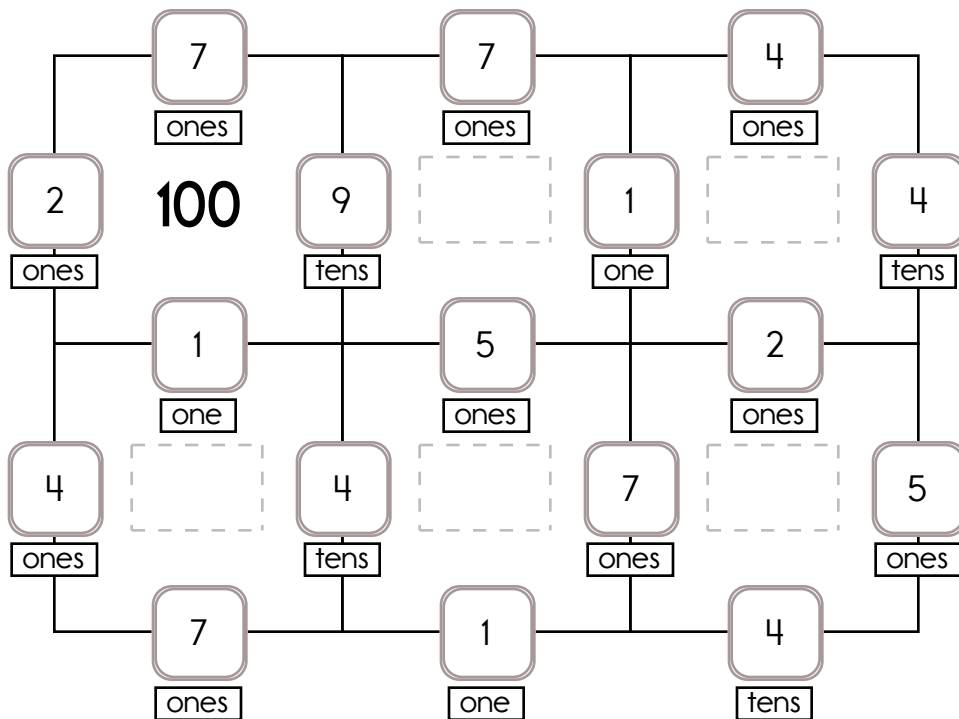 7 7 4
ones ones ones
2 100 9 1 4
ones tens one tens
1 5 2
one ones ones
4 4 7 5
ones tens ones ones
7 1 4
ones one tens